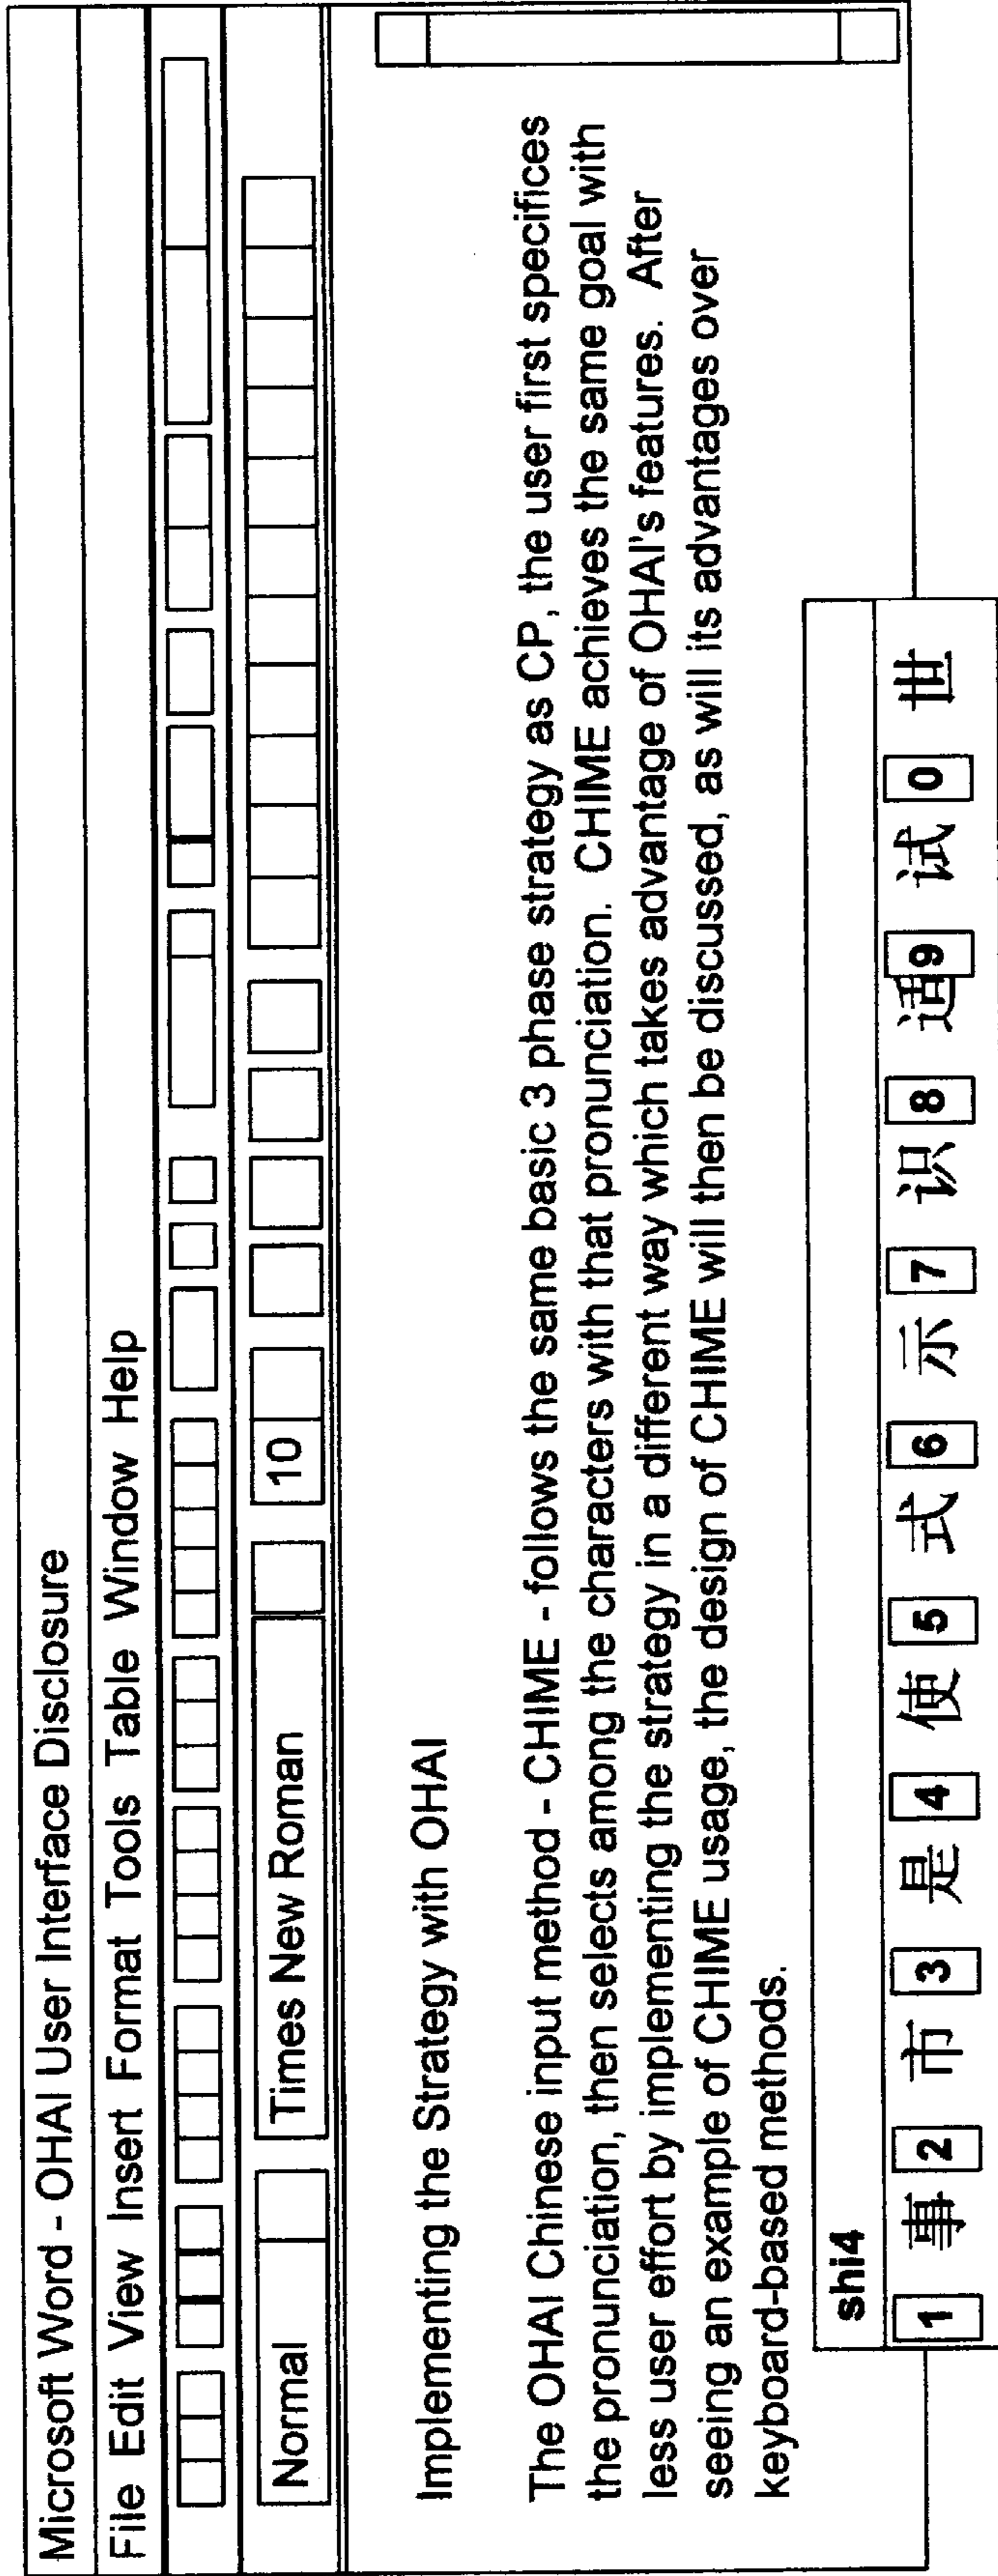 Microsoft Word - OHAI User Interface Disclosure
File Edit View Insert Format Tools Table Window Help
Normal Times New Roman 10
Implementing the Strategy with OHAI
The OHAI Chinese input method - CHIME - follows the same basic 3 phase strategy as CP, the user first specifices
the pronunciation, then selects among the characters with that pronunciation. CHIME achieves the same goal with
less user effort by implementing the strategy in a different way which takes advantage of OHAI's features. After
seeing an example of CHIME usage, the design of CHIME will then be discussed, as will its advantages over
keyboard-based methods.
shi4
1 事 2 市 3 是 4 使 5 式 6 示 7 识 8 适 9 试 0 世